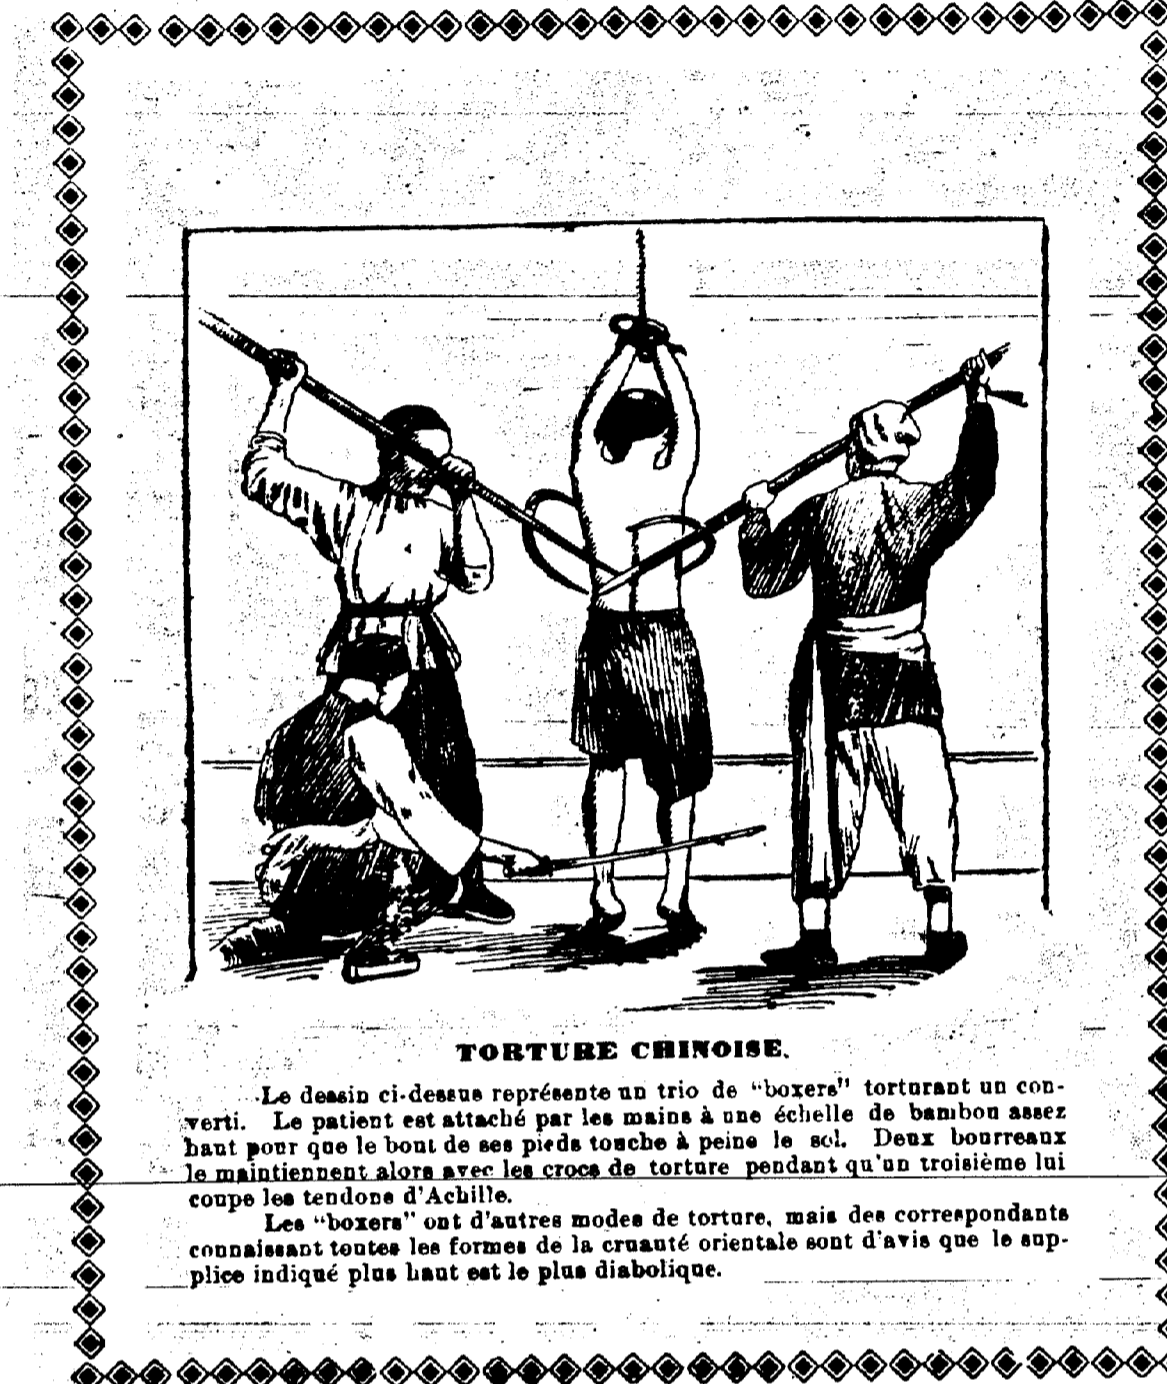 TORTURE CHINOISE.
Le dessin ci-dessus représente un trio de "boxers" torturant un con-
verti. Le patient est attaché par les mains à une échelle de bambou assez
haut pour que le bout de ses pieds touche à peine le sol. Deux bourreaux
le maintiennent alors avec les crocs de torture pendant qu'un troisième lui
coupe les tendons d'Achille.
Les "boxers" ont d'autres modes de torture, mais des correspondants
connaissant toutes les formes de la cruauté orientale sont d'avis que le sup-
plice indiqué plus haut est le plus diabolique.